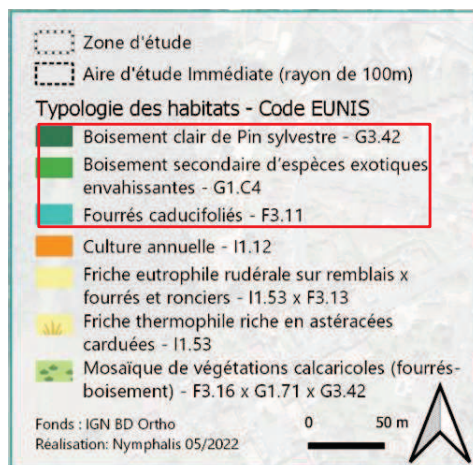 Zone d'étude
Aire d'étude Immédiate (rayon de 100m)
Typologie des habitats - Code EUNIS
Boisement clair de Pin sylvestre - G3.42
Boisement secondaire d'espèces exotiques
envahissantes - G1.C4
Fourrés caducifoliés - F3.11
Culture annuelle - I1.12
Friche eutrophile rudérale sur remblais x
fourrés et ronciers - I1.53 x F3.13
Friche thermophile riche en astéracées
carduées - I1.53
Mosaïque de végétations calcaricoles (fourrés-
boisement) - F3.16 x G1.71 x G3.42
Fonds : IGN BD Ortho
0 50 m
Réalisation: Nymphalis 05/2022